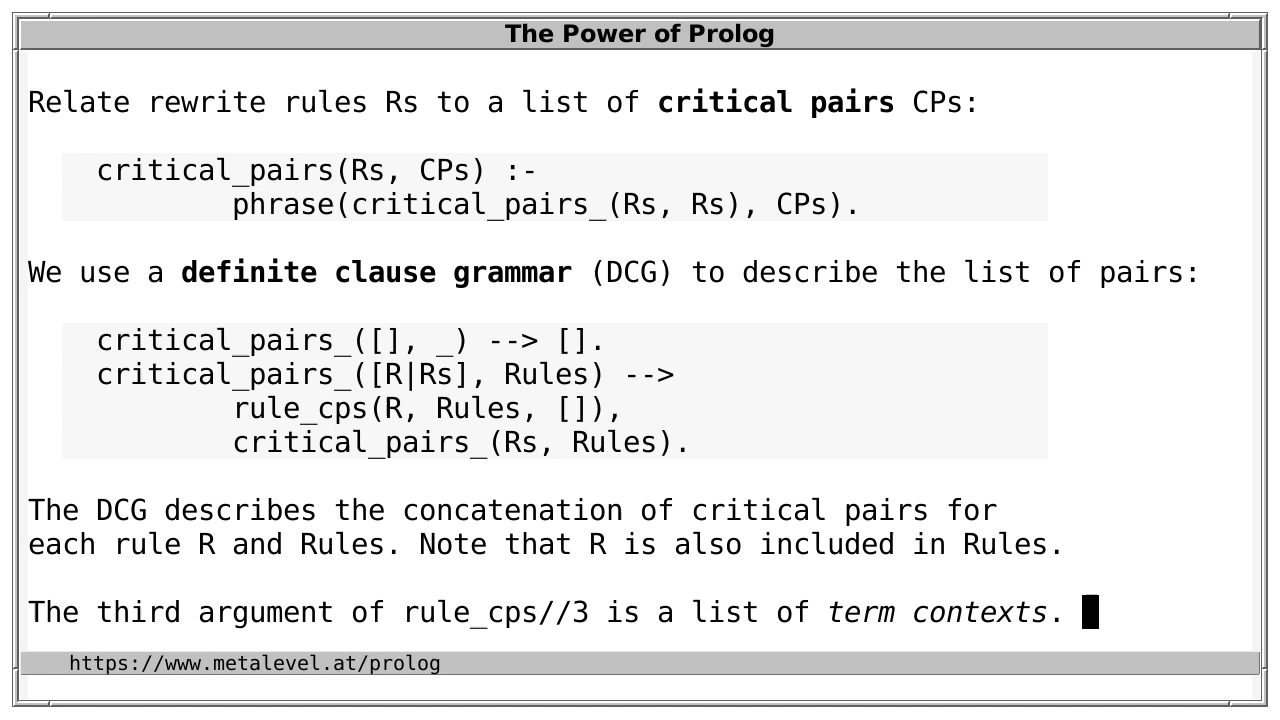 The Power of Prolog
Relate rewrite rules Rs to a list of critical pairs CPs:
critical_pairs(Rs, CPs) :-
phrase(critical_pairs_(Rs, Rs), CPs).
We use a definite clause grammar (DCG) to describe the list of pairs:
critical_pairs_([], _) --> [].
critical_pairs_([R|Rs], Rules) -->
rule_cps(R, Rules, []),
critical_pairs_(Rs, Rules).
The DCG describes the concatenation of critical pairs for
each rule R and Rules. Note that R is also included in Rules.
The third argument of rule_cps//3 is a list of term contexts.
https://www.metalevel.at/prolog